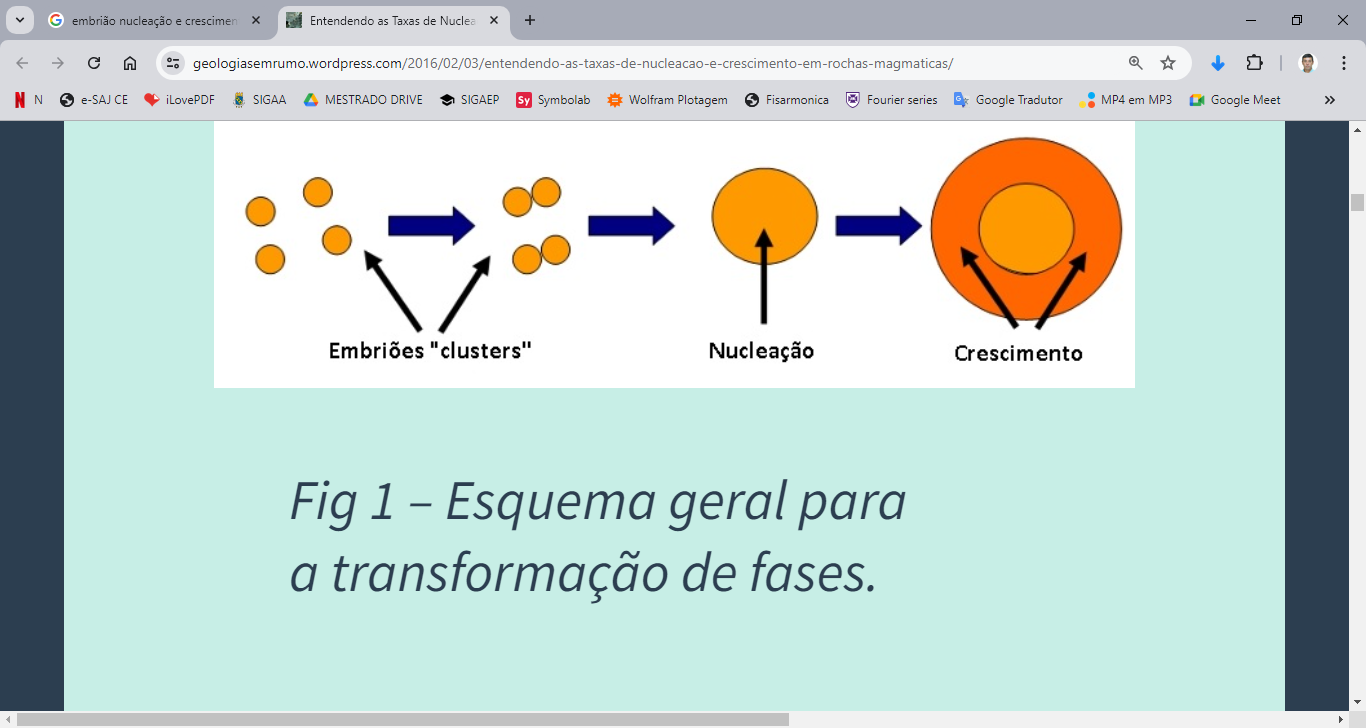 embrião nucleação e crescimen
Entendendo as Taxas de Nuclea
geologiasemrumo.wordpress.com/2016/02/03/entendendo-as-taxas-de-nucleacao-e-crescimento-em-rochas-magmaticas/
N N e-SAJ CE iLovePDF SIGAA MESTRADO DRIVE SIGAEP Sy Symbolab Wolfram Plotagem Fisarmonica Fourier series Google Tradutor MP4 em MP3 Google Meet
Embriões "clusters" Nucleação Crescimento
Fig 1 – Esquema geral para
a transformação de fases.